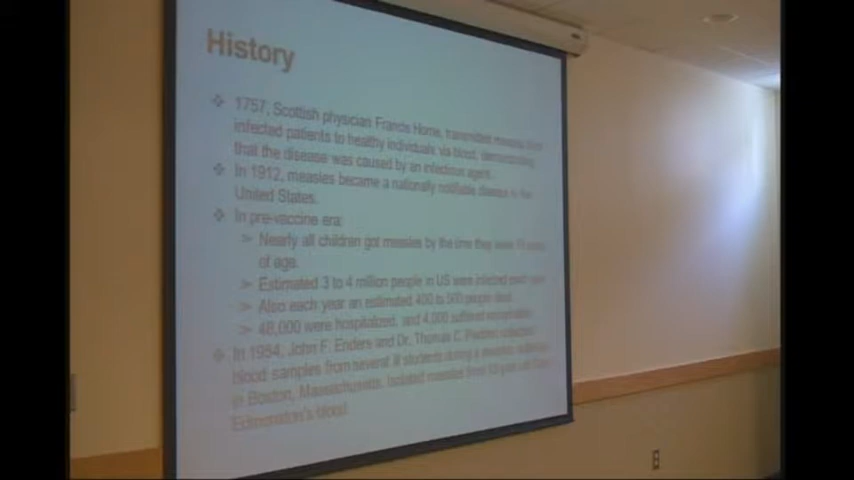 History
❖ 1757, Scottish physician Francis Home, transmitted measles from
infected patients to healthy individuals via blood, demonstrating
that the disease was caused by an infectious agent.
❖ In 1912, measles became a nationally notifiable disease in the
United States.
❖ In pre-vaccine era:
➢ Nearly all children got measles by the time they were 15 years
of age.
➢ Estimated 3 to 4 million people in US were infected each year
➢ Also each year an estimated 400 to 500 people died
➢ 48,000 were hospitalized, and 4,000 suffered encephalitis
❖ In 1954, John F. Enders and Dr. Thomas C. Peebles collected
blood samples from several ill students during a measles outbreak
in Boston, Massachusetts. Isolated measles from 13-year-old David
Edmonston's blood